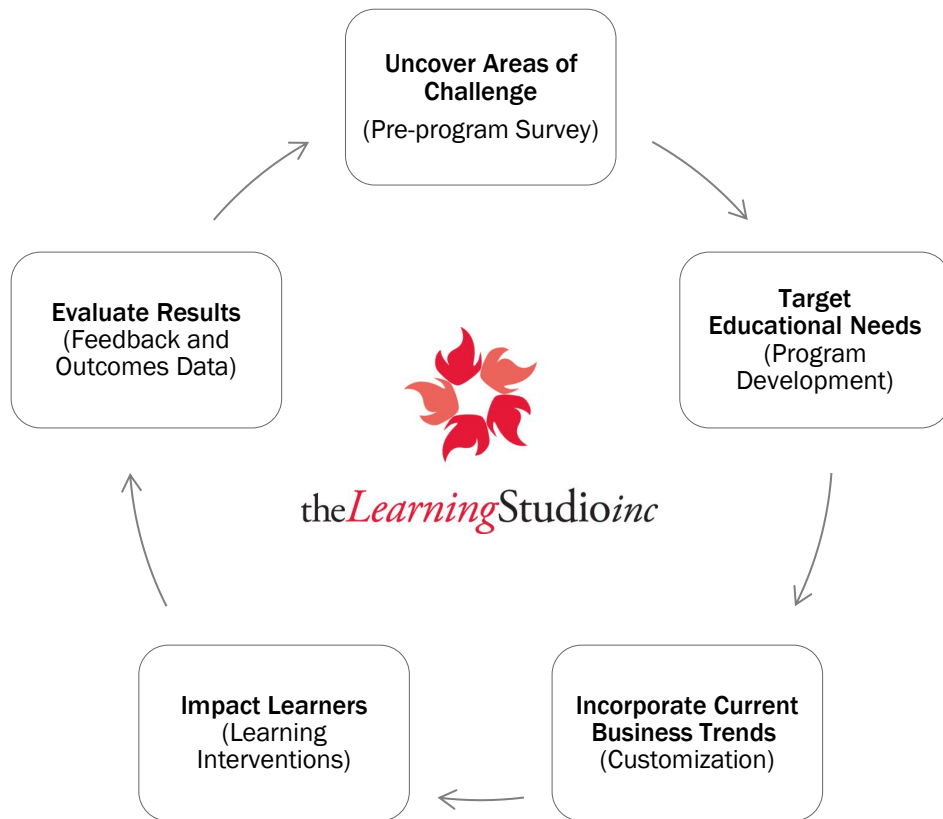 Uncover Areas of
Challenge
(Pre-program Survey)
Evaluate Results
(Feedback and
Outcomes Data)
Target
Educational Needs
(Program
Development)
theLearningStudioinc
Impact Learners
(Learning
Interventions)
Incorporate Current
Business Trends
(Customization)